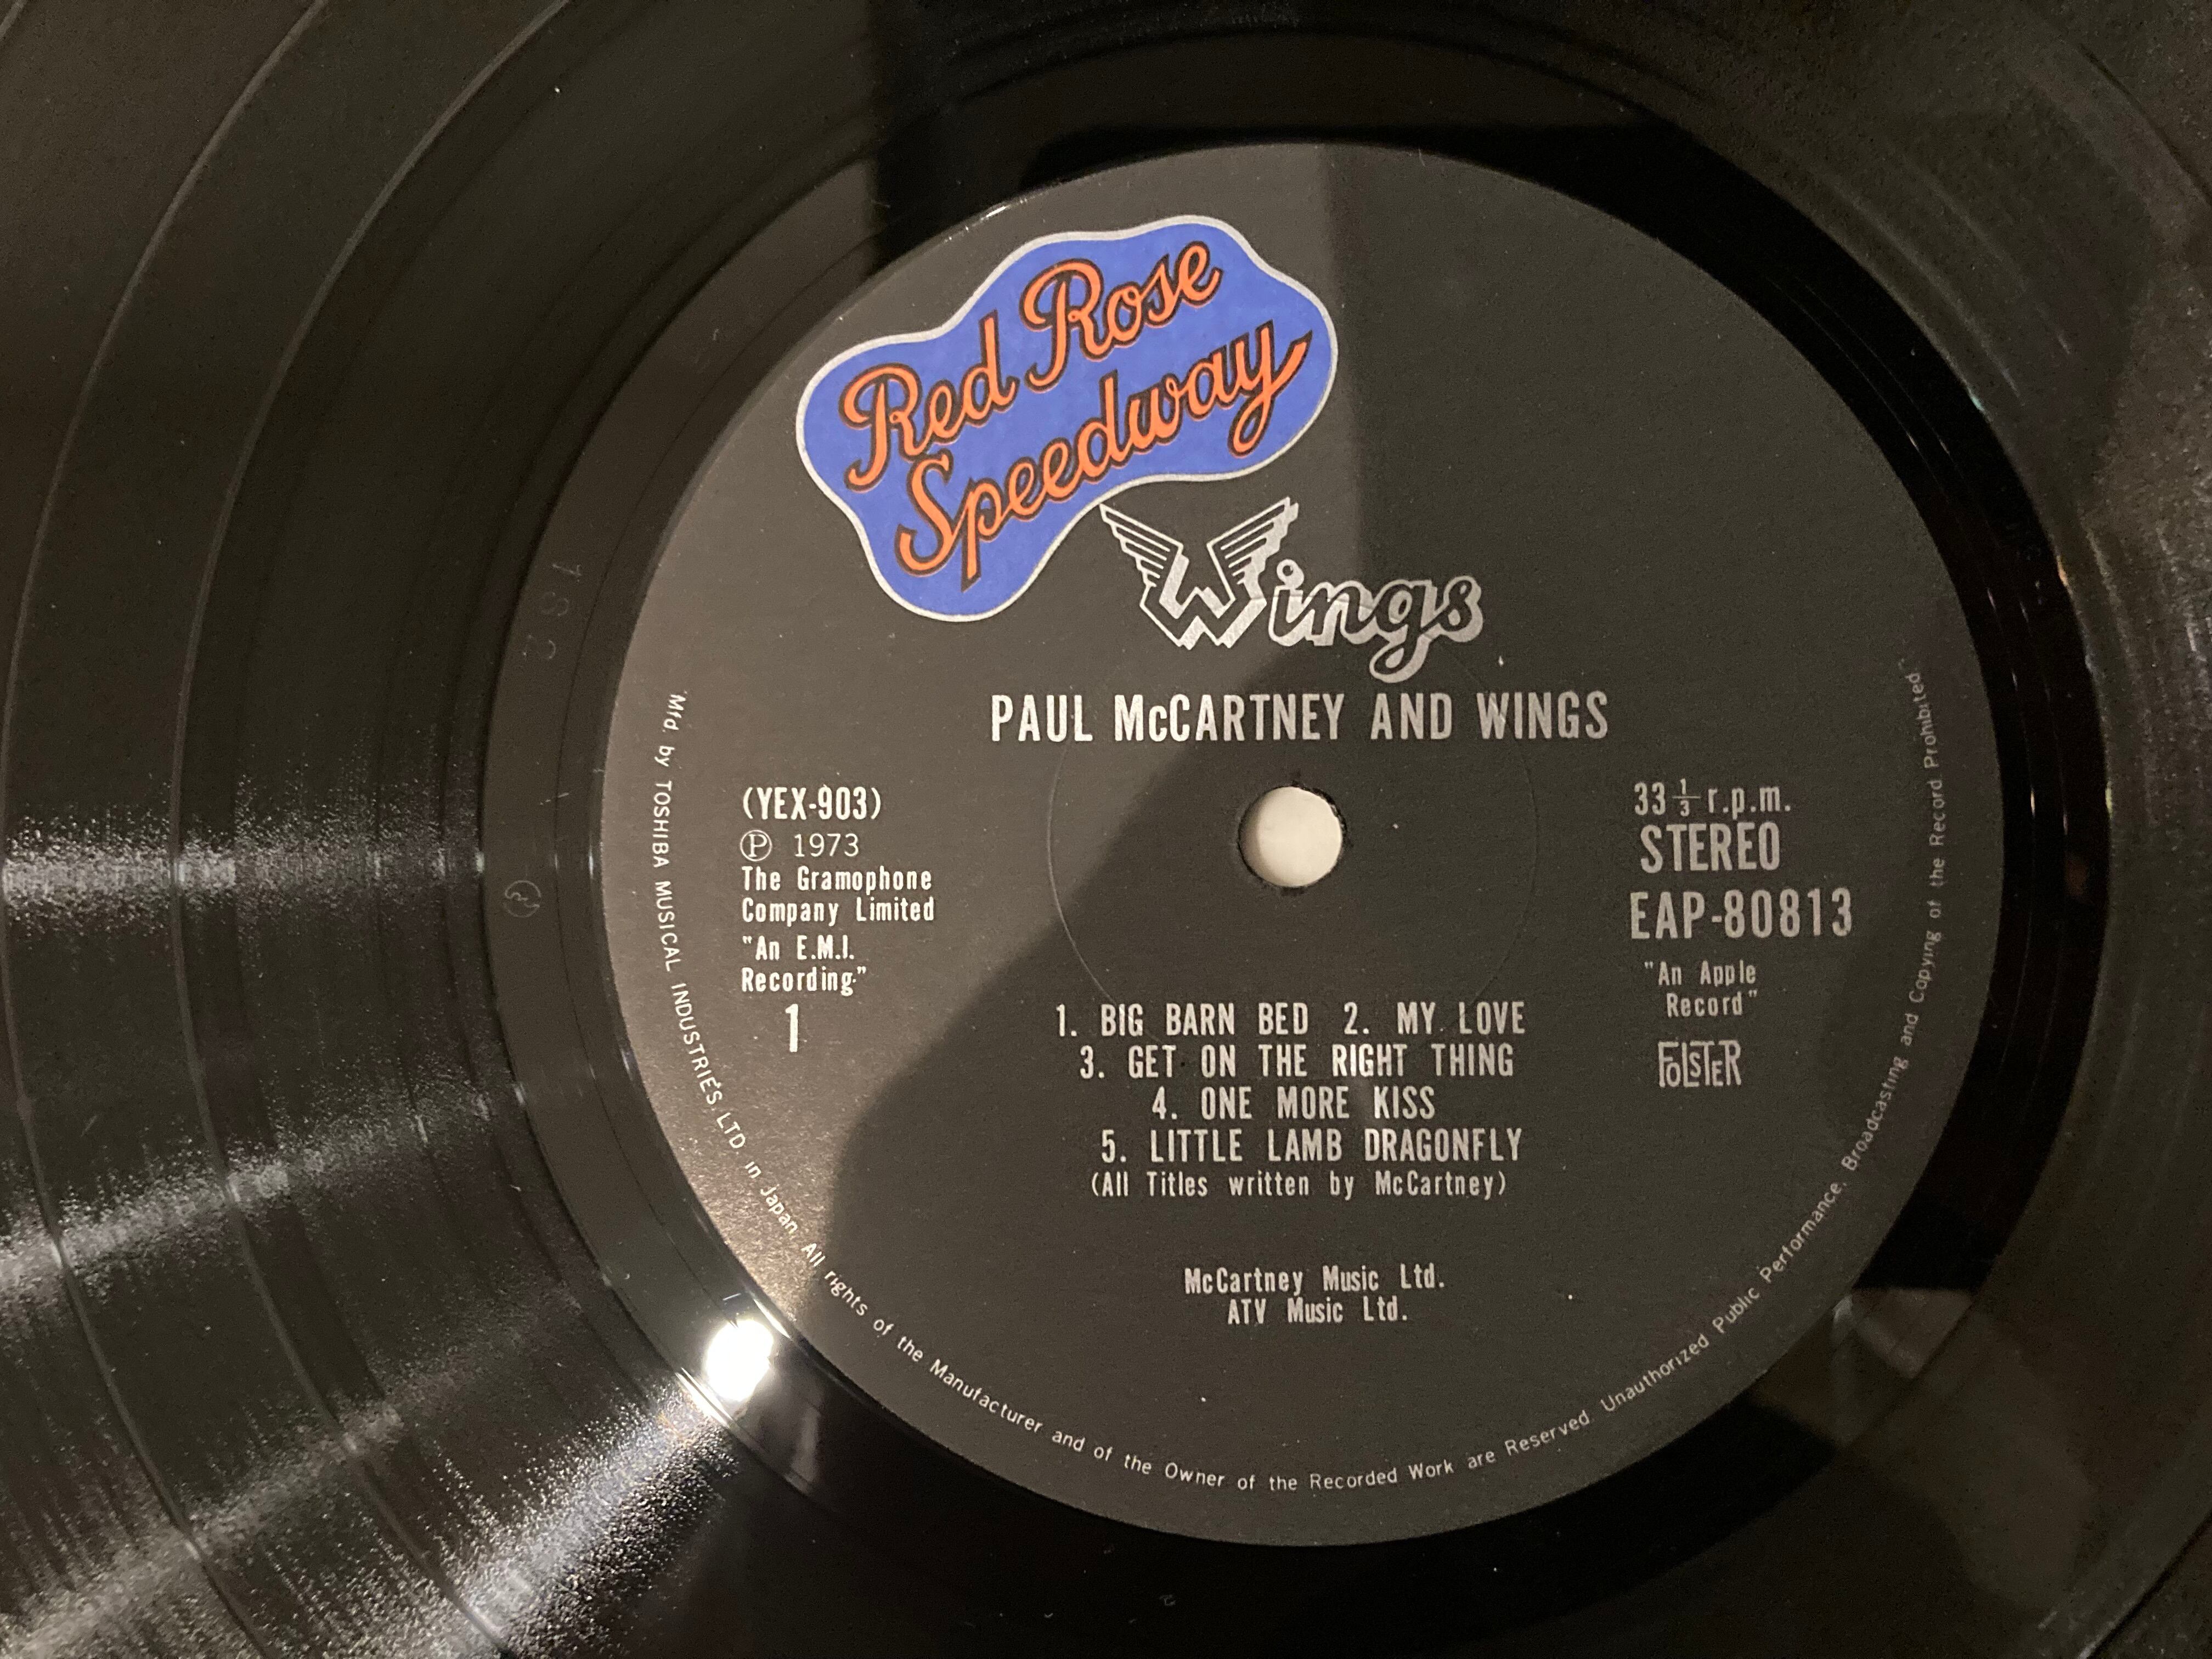 Red Rose
Speedway
Wings
PAUL McCARTNEY AND WINGS
(YEX-903)
Ⓟ 1973
The Gramophone
Company Limited
"An E.M.I.
Recording"
1
33 1/3 r.p.m.
STEREO
EAP-80813
"An Apple
Record"
FOLSTER
1. BIG BARN BED 2. MY LOVE
3. GET ON THE RIGHT THING
4. ONE MORE KISS
5. LITTLE LAMB DRAGONFLY
(All Titles written by McCartney)
McCartney Music Ltd.
ATV Music Ltd.
"Mfd. by TOSHIBA MUSICAL INDUSTRIES. LTD. in Japan. All rights of the Manufacturer and of the Owner of the Recorded Work are Reserved. Unauthorized Public Performance. Broadcasting and Copying of the Record Prohibited"